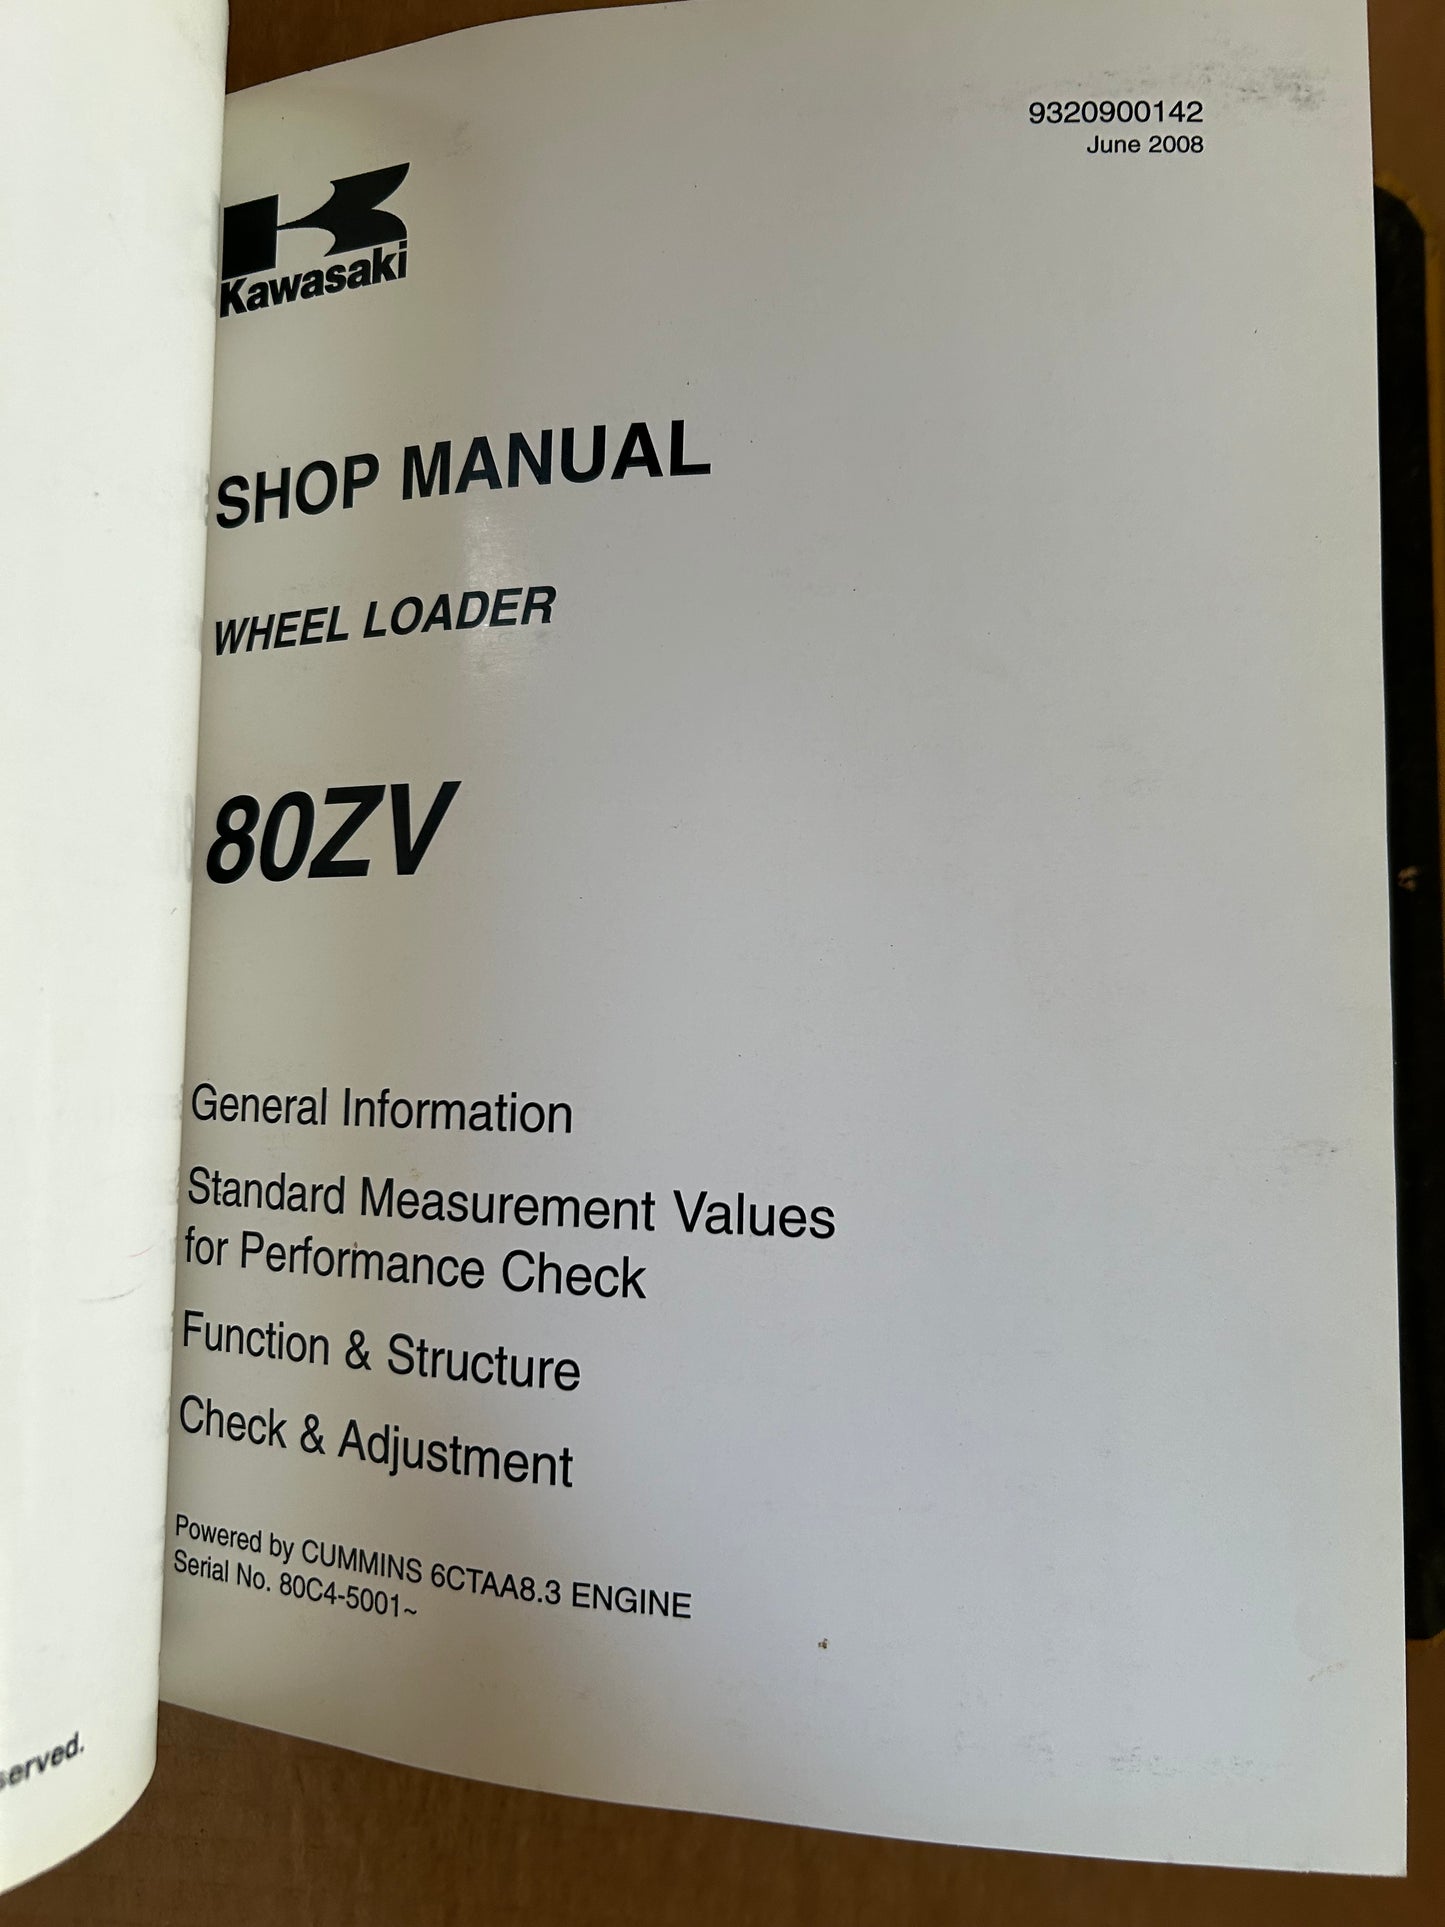 9320900142
June 2008
Kawasaki
SHOP MANUAL
WHEEL LOADER
80ZV
General Information
Standard Measurement Values
for Performance Check
Function & Structure
Check & Adjustment
Powered by CUMMINS 6CTAA8.3 ENGINE
Serial No. 80C4-5001~
served.